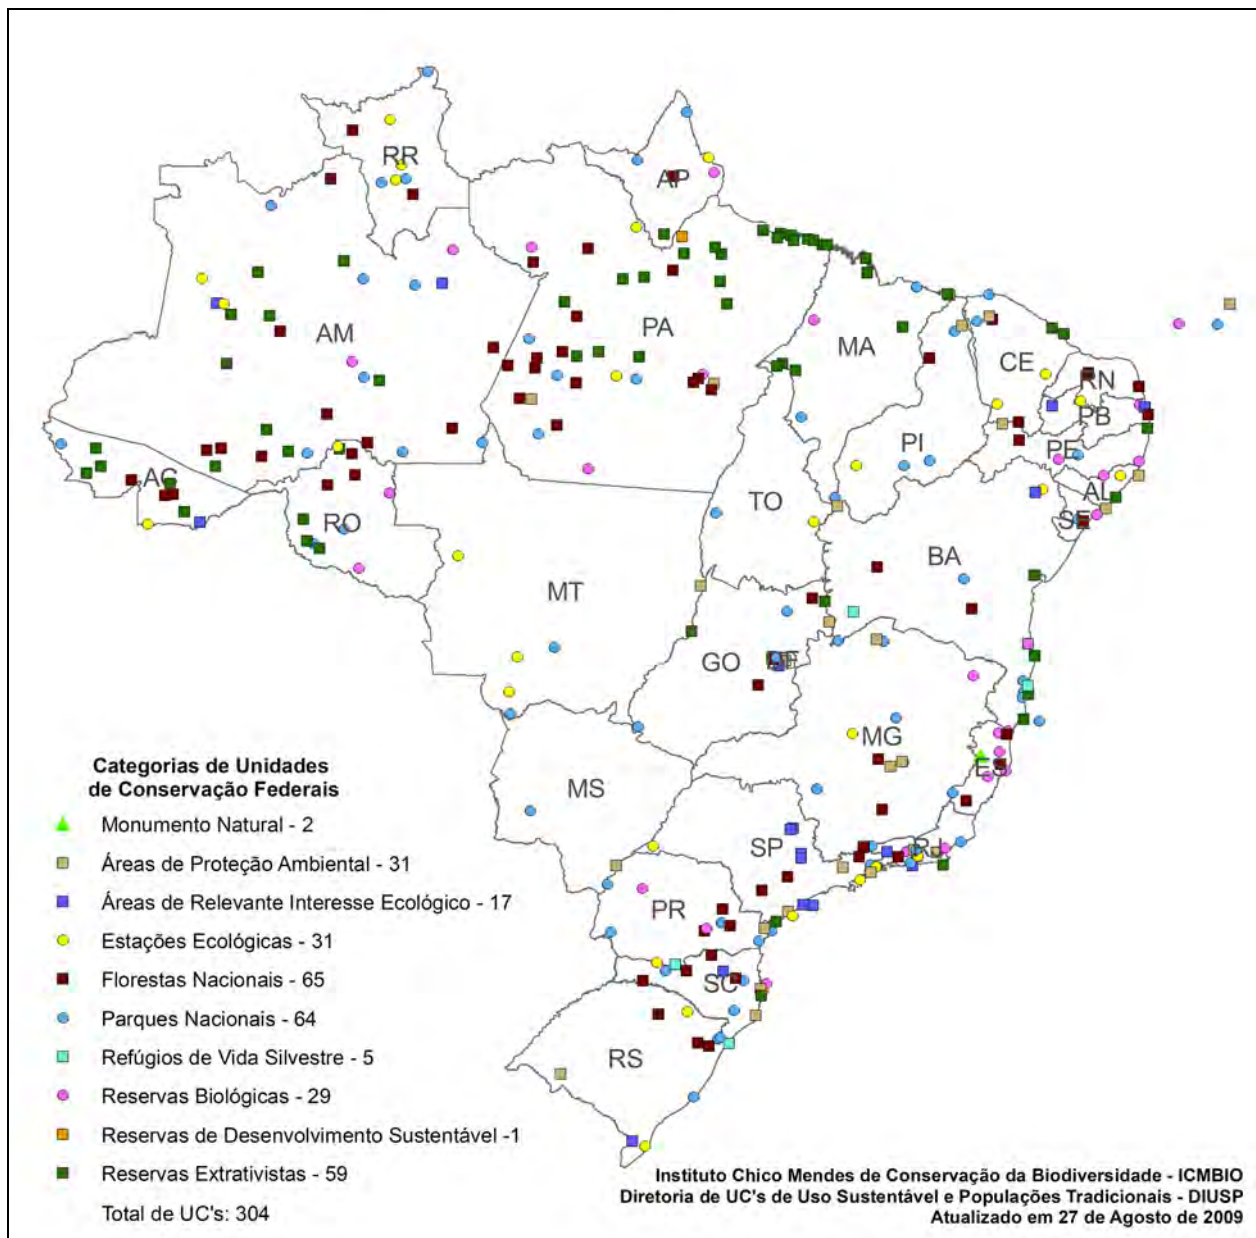 RR
AP
AM
PA
MA
CE
RN
PB
PE
PI
AL
SE
AC
RO
TO
BA
MT
GO
DF
MG
ES
MS
SP
RJ
PR
SC
RS
Categorias de Unidades
de Conservação Federais
Monumento Natural - 2
Áreas de Proteção Ambiental - 31
Áreas de Relevante Interesse Ecológico - 17
Estações Ecológicas - 31
Florestas Nacionais - 65
Parques Nacionais - 64
Refúgios de Vida Silvestre - 5
Reservas Biológicas - 29
Reservas de Desenvolvimento Sustentável -1
Reservas Extrativistas - 59
Total de UC's: 304
Instituto Chico Mendes de Conservação da Biodiversidade - ICMBIO
Diretoria de UC's de Uso Sustentável e Populações Tradicionais - DIUSP
Atualizado em 27 de Agosto de 2009